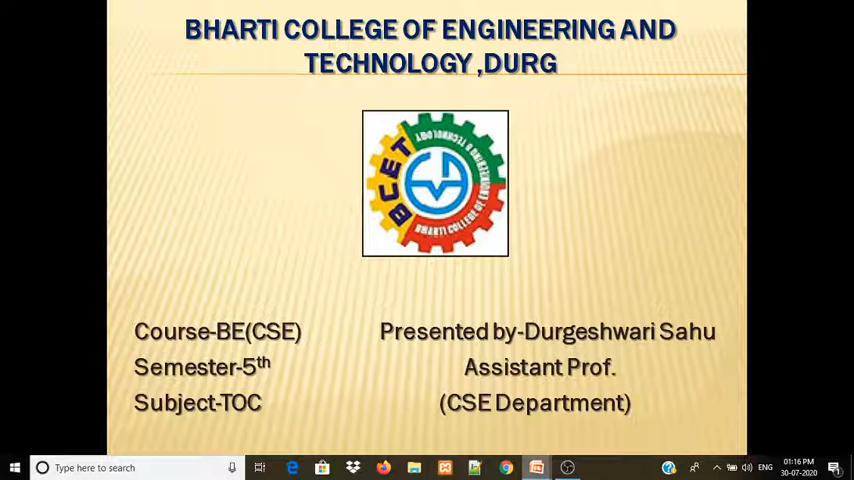 BHARTI COLLEGE OF ENGINEERING AND
TECHNOLOGY ,DURG
BCET
BHARTI COLLEGE OF ENGINEERING & TECHNOLOGY
Course-BE(CSE)
Presented by-Durgeshwari Sahu
Semester-5th
Assistant Prof.
Subject-TOC
(CSE Department)
Type here to search
ENG
01:16 PM
30-07-2020